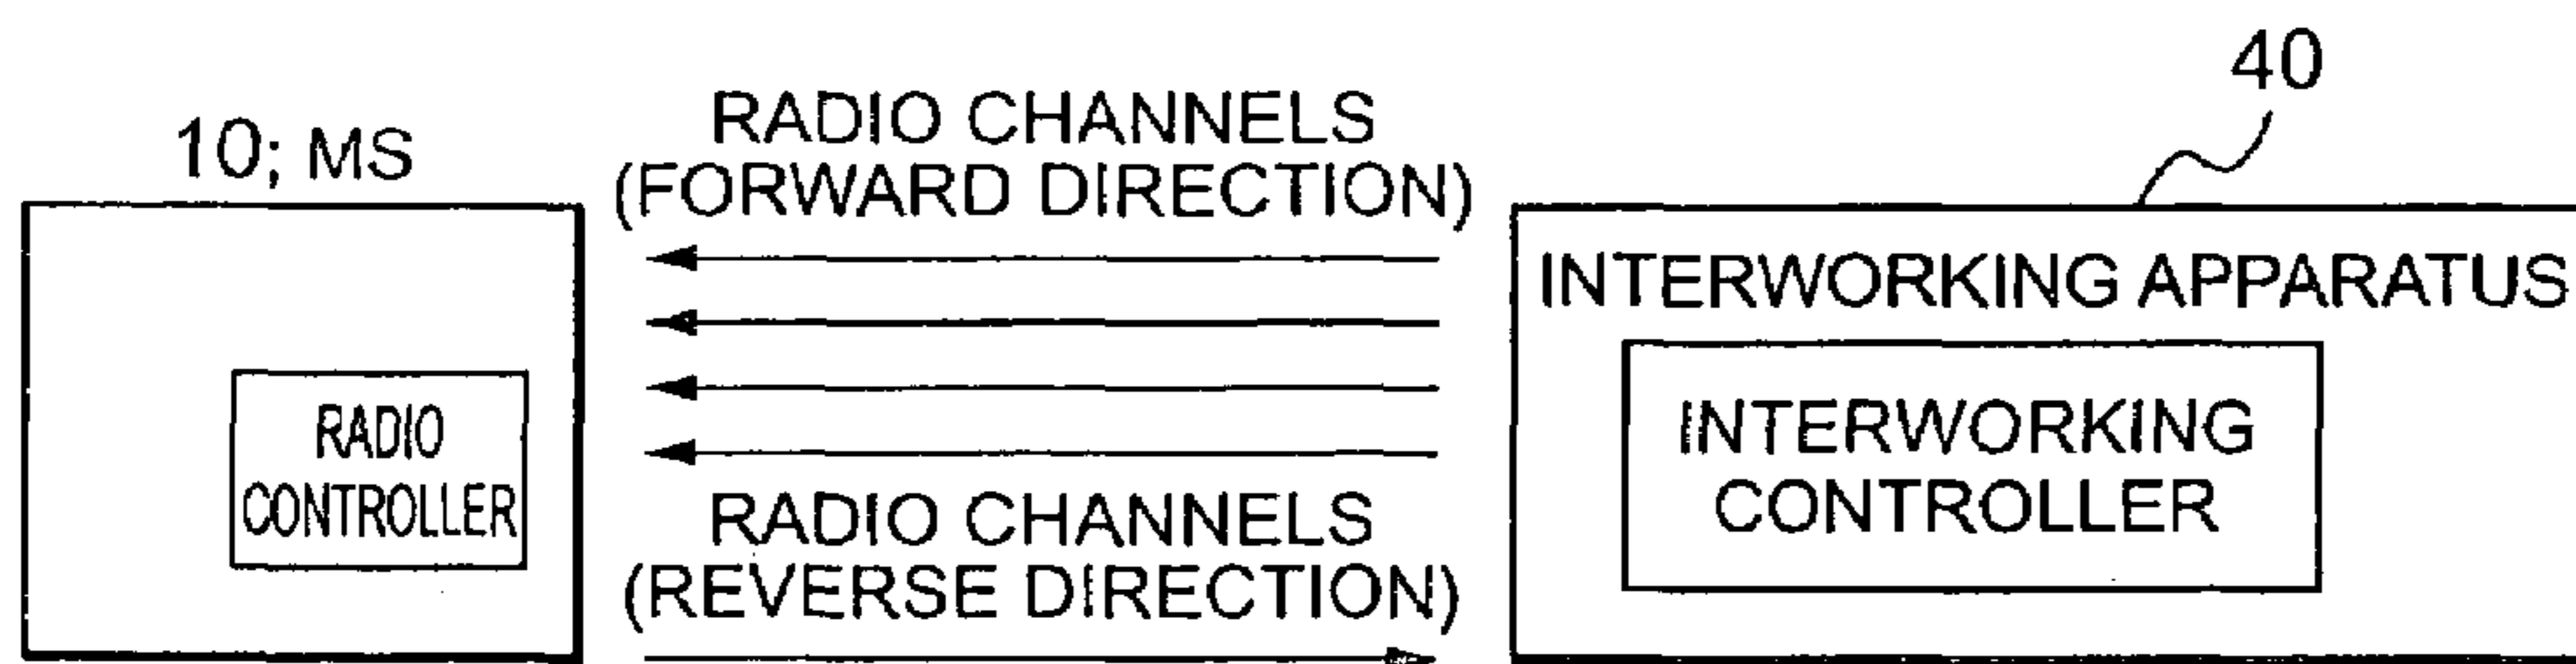 40
10; MS
RADIO CHANNELS
(FORWARD DIRECTION)
INTERWORKING APPARATUS
RADIO
CONTROLLER
INTERWORKING
CONTROLLER
RADIO CHANNELS
(REVERSE DIRECTION)